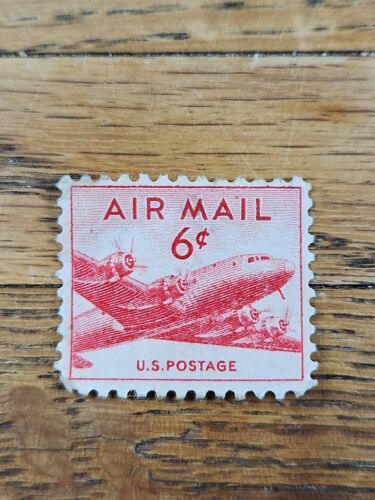 AIR MAIL
6¢
U.S. POSTAGE